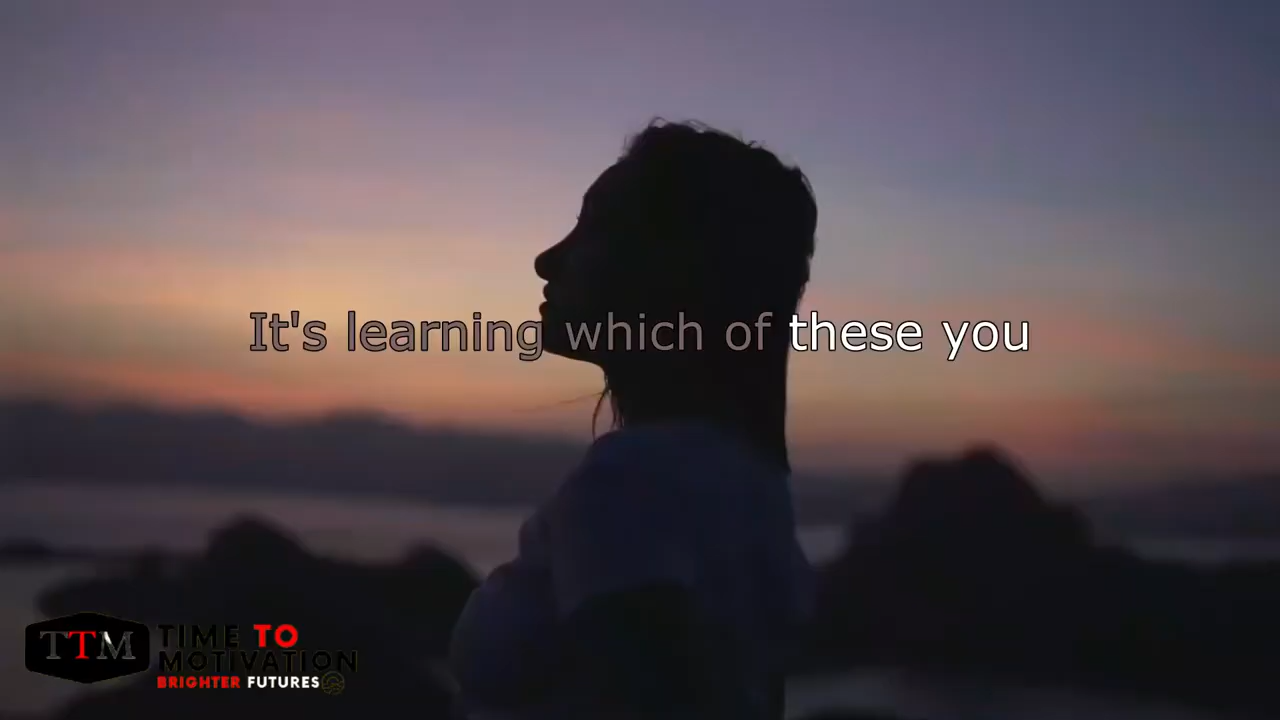 It's learning which of these you
TTM
TIME TO
MOTIVATION
BRIGHTER FUTURES